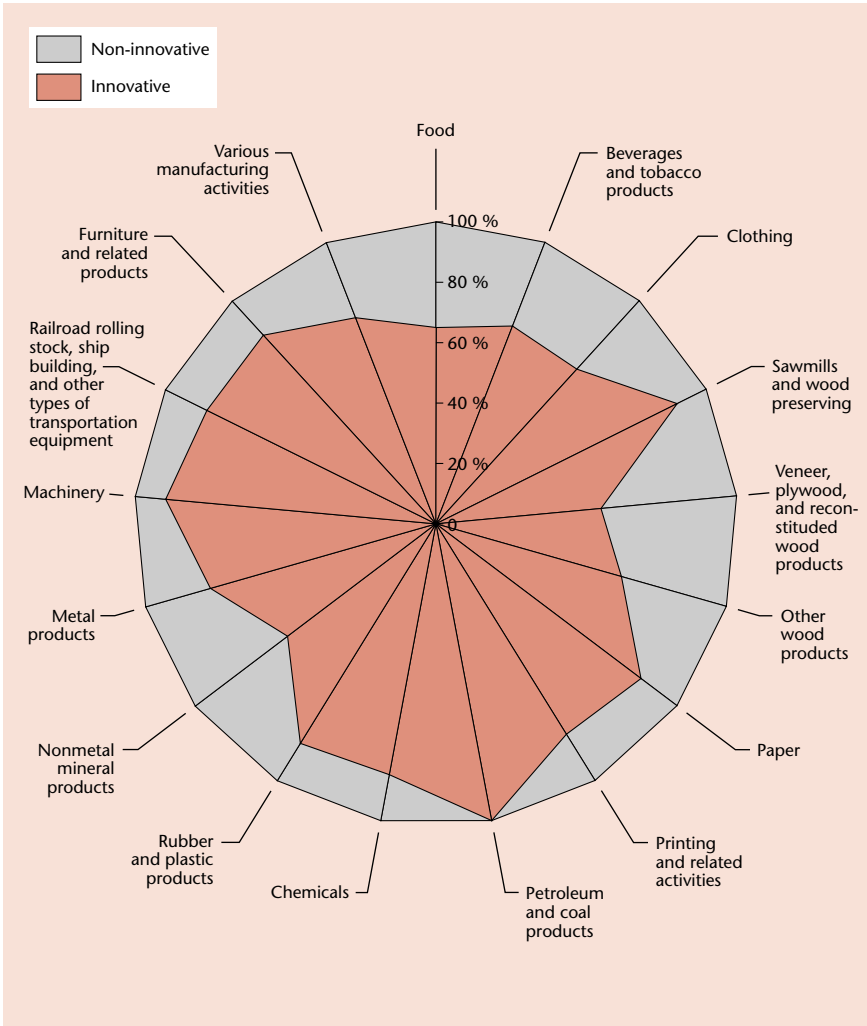 Non-innovative
Innovative
Food
Beverages
and tobacco
products
Clothing
Sawmills
and wood
preserving
Veneer,
plywood,
and recon-
stituded
wood
products
Other
wood
products
Paper
Printing
and related
activities
Petroleum
and coal
products
Chemicals
Rubber
and plastic
products
Nonmetal
mineral
products
Metal
products
Machinery
Railroad rolling
stock, ship
building,
and other
types of
transportation
equipment
Furniture
and related
products
Various
manufacturing
activities
100 %
80 %
60 %
40 %
20 %
0